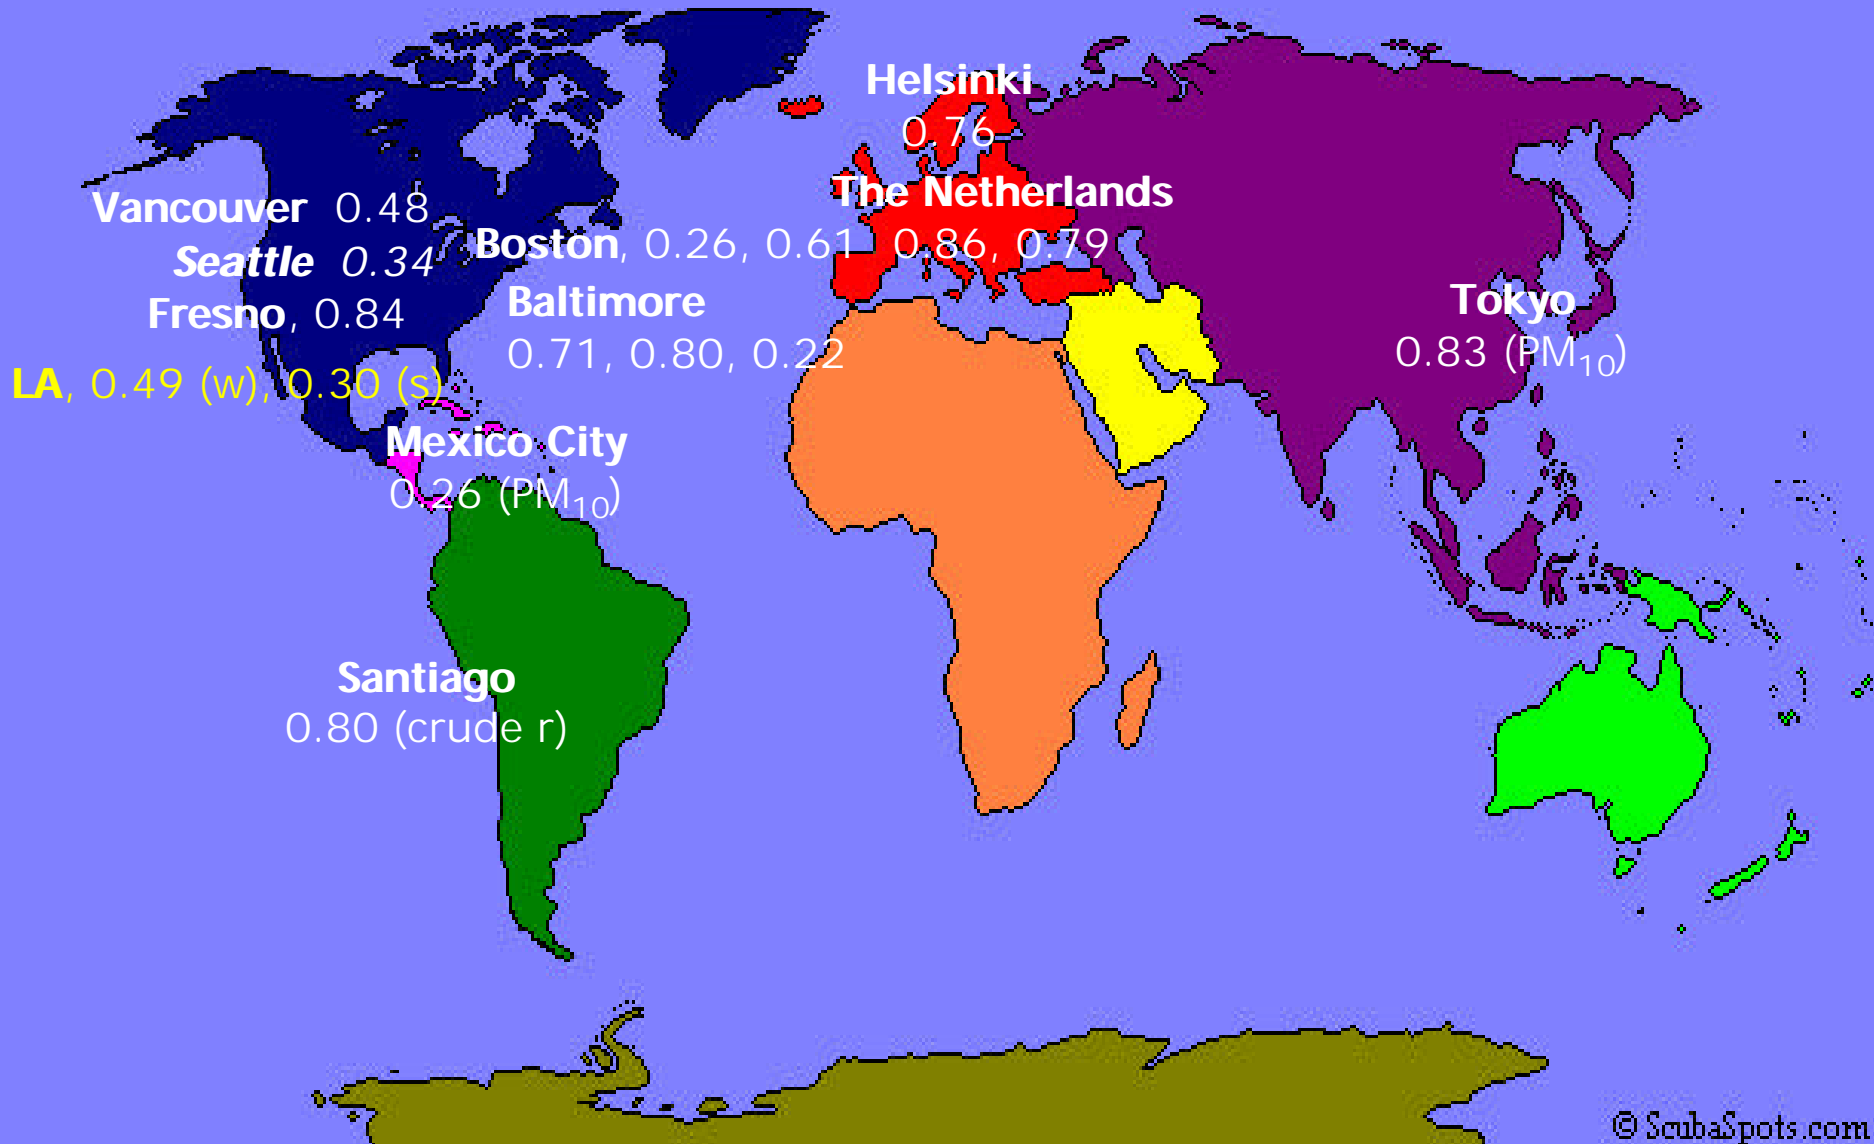 Helsinki
0.76
Vancouver 0.48
The Netherlands
0.86, 0.79
Seattle 0.34
Boston, 0.26, 0.61
Fresno, 0.84
Baltimore
0.71, 0.80, 0.22
Tokyo
0.83 (PM10)
LA, 0.49 (w), 0.30 (s)
Mexico City
0.26 (PM10)
Santiago
0.80 (crude r)
© ScubaSpots.com